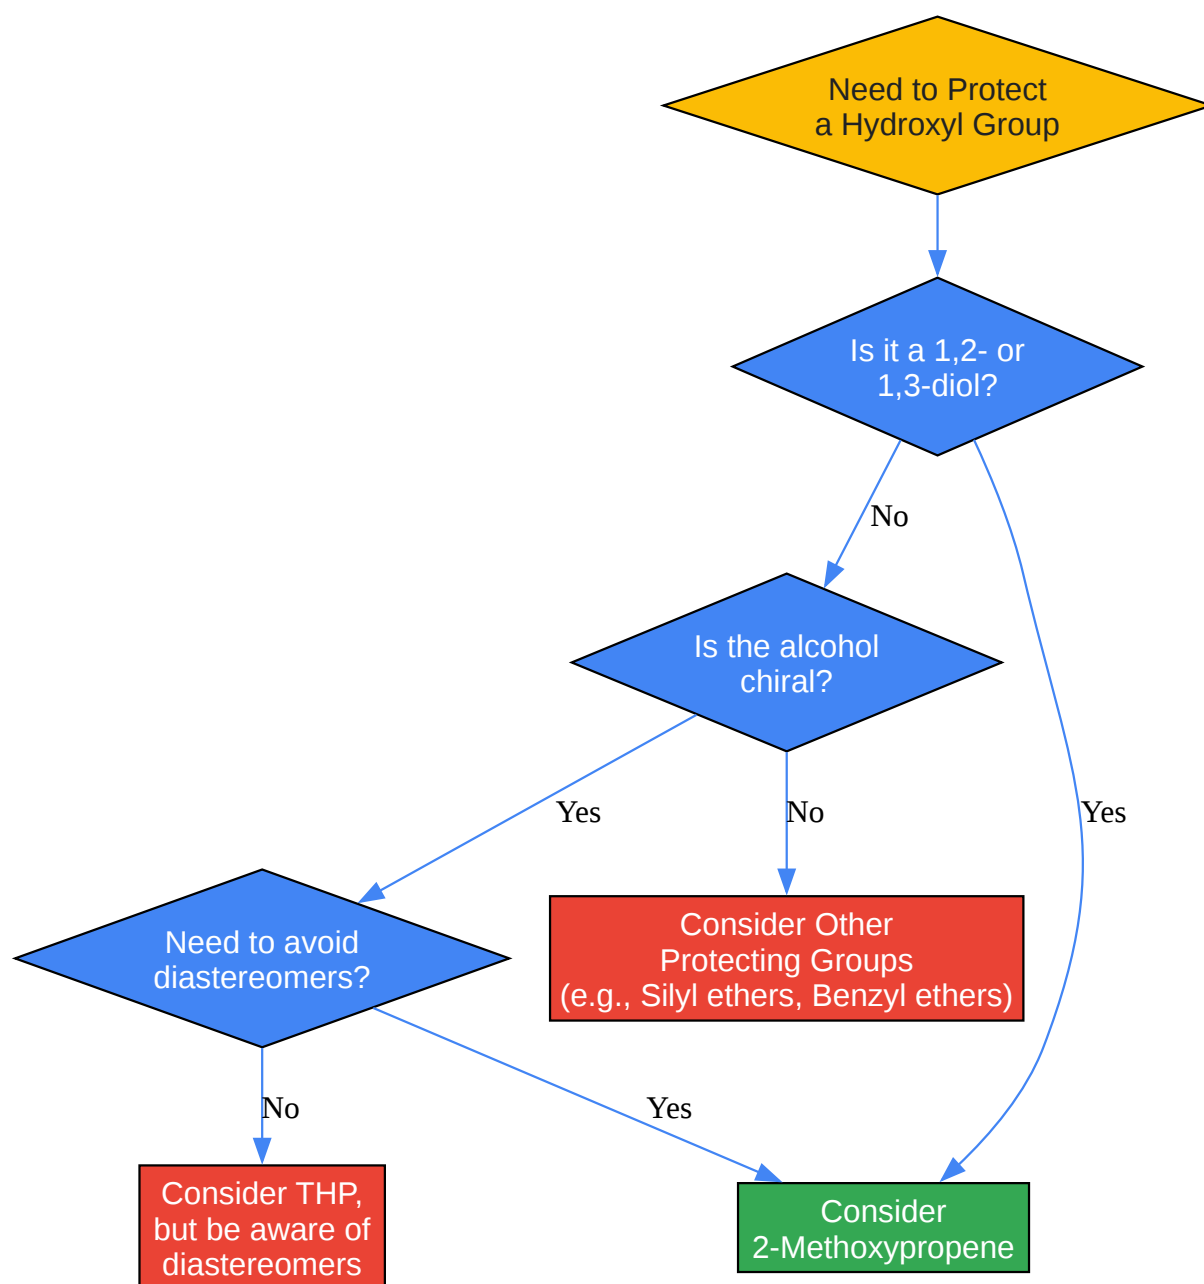 Need to Protect
a Hydroxyl Group
Is it a 1,2- or
1,3-diol?
No
Is the alcohol
chiral?
Yes
No
Yes
Need to avoid
diastereomers?
Consider Other
Protecting Groups
(e.g., Silyl ethers, Benzyl ethers)
No
Yes
Consider THP,
but be aware of
diastereomers
Consider
2-Methoxypropene